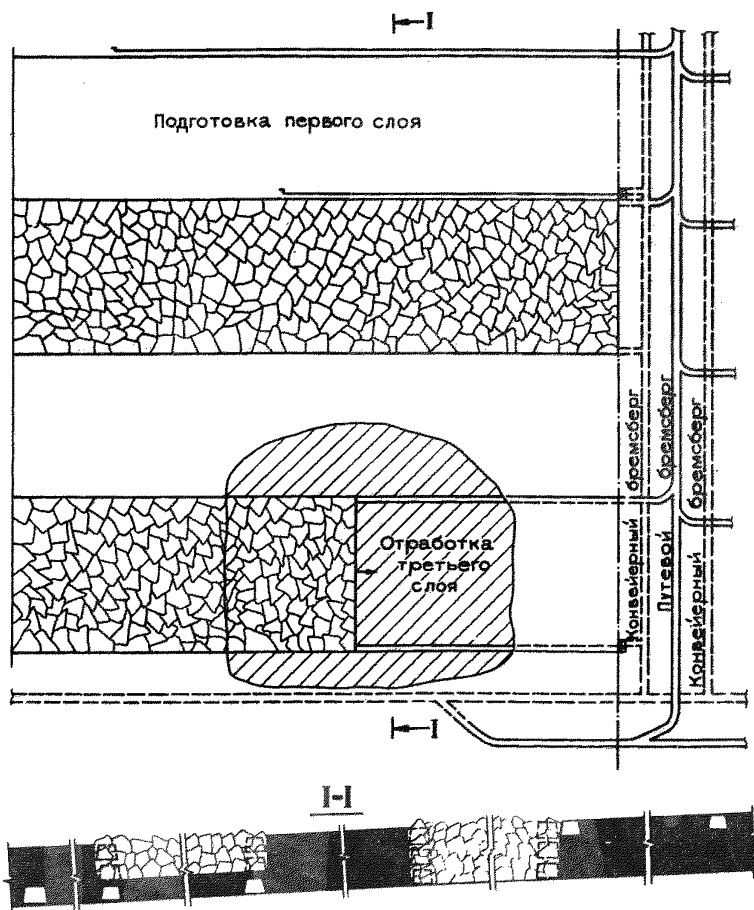 I
Подготовка первого слоя
Отработка
третьего
слоя
Конвейерный бремсберг
Путевой бремсберг
Конвейерный бремсберг
I
I-I